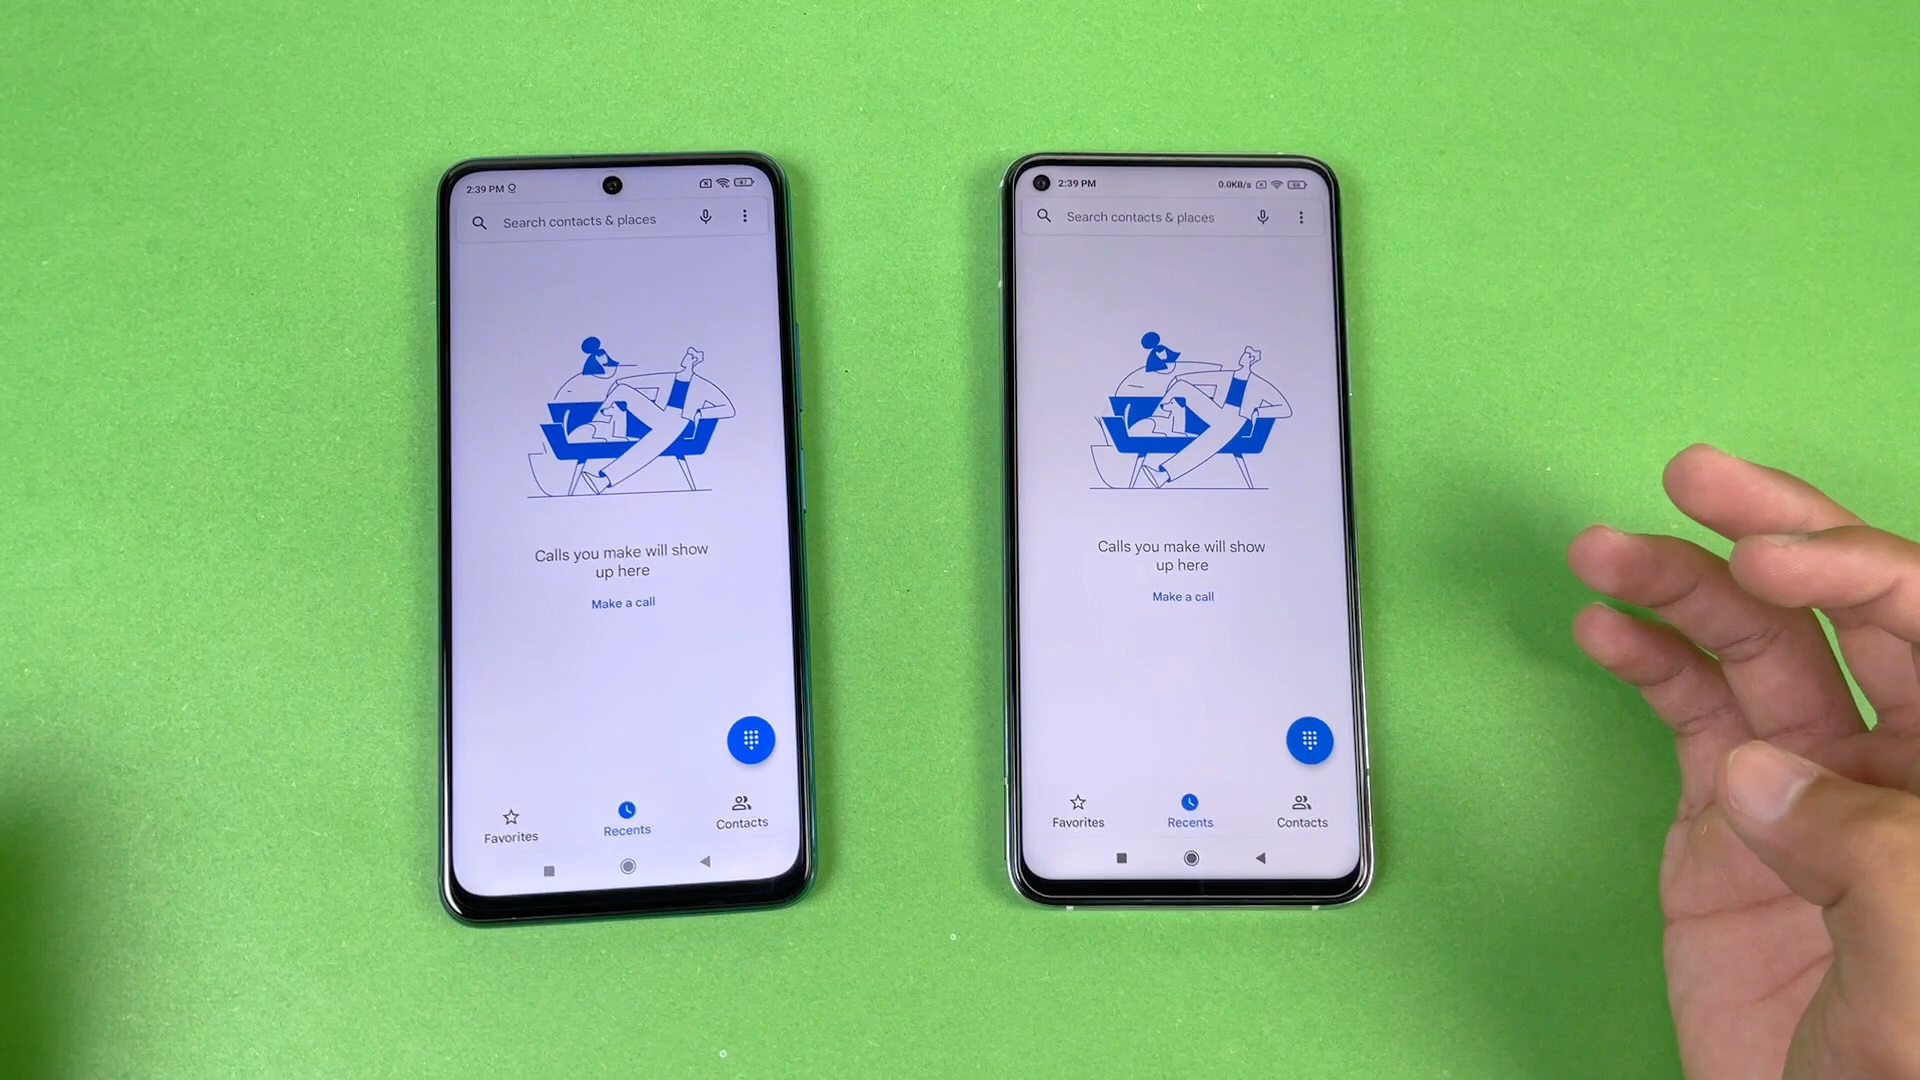 2:39 PM
Search contacts & places
Calls you make will show
up here
Make a call
Favorites
Recents
Contacts
2:39 PM
0.0KB/s
Search contacts & places
Calls you make will show
up here
Make a call
Favorites
Recents
Contacts